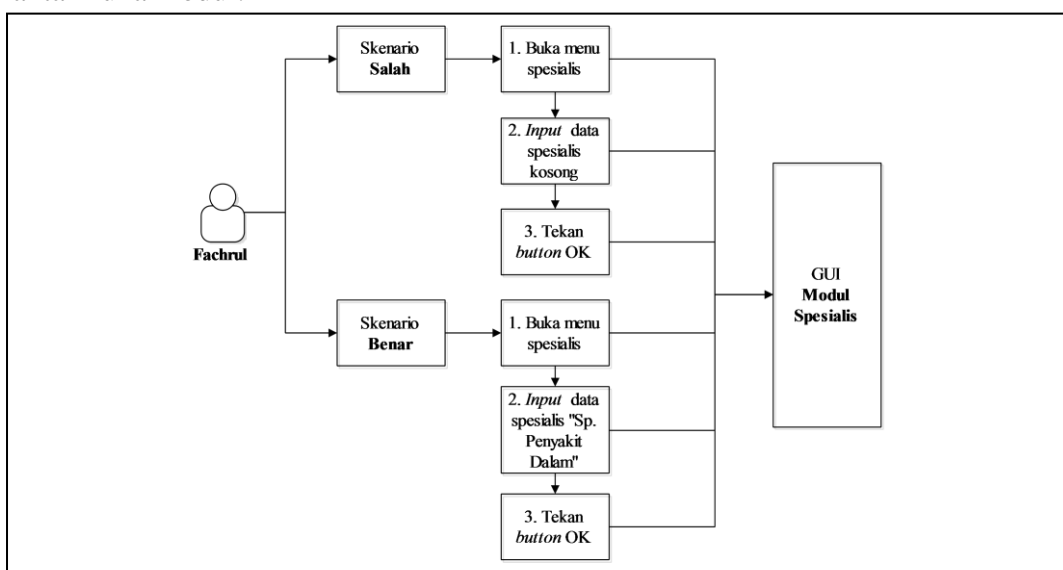 Skenario
Salah
1. Buka menu
spesialis
2. Input data
spesialis
kosong
3. Tekan
button OK
Fachrul
Skenario
Benar
1. Buka menu
spesialis
2. Input data
spesialis "Sp.
Penyakit
Dalam"
3. Tekan
button OK
GUI
Modul
Spesialis